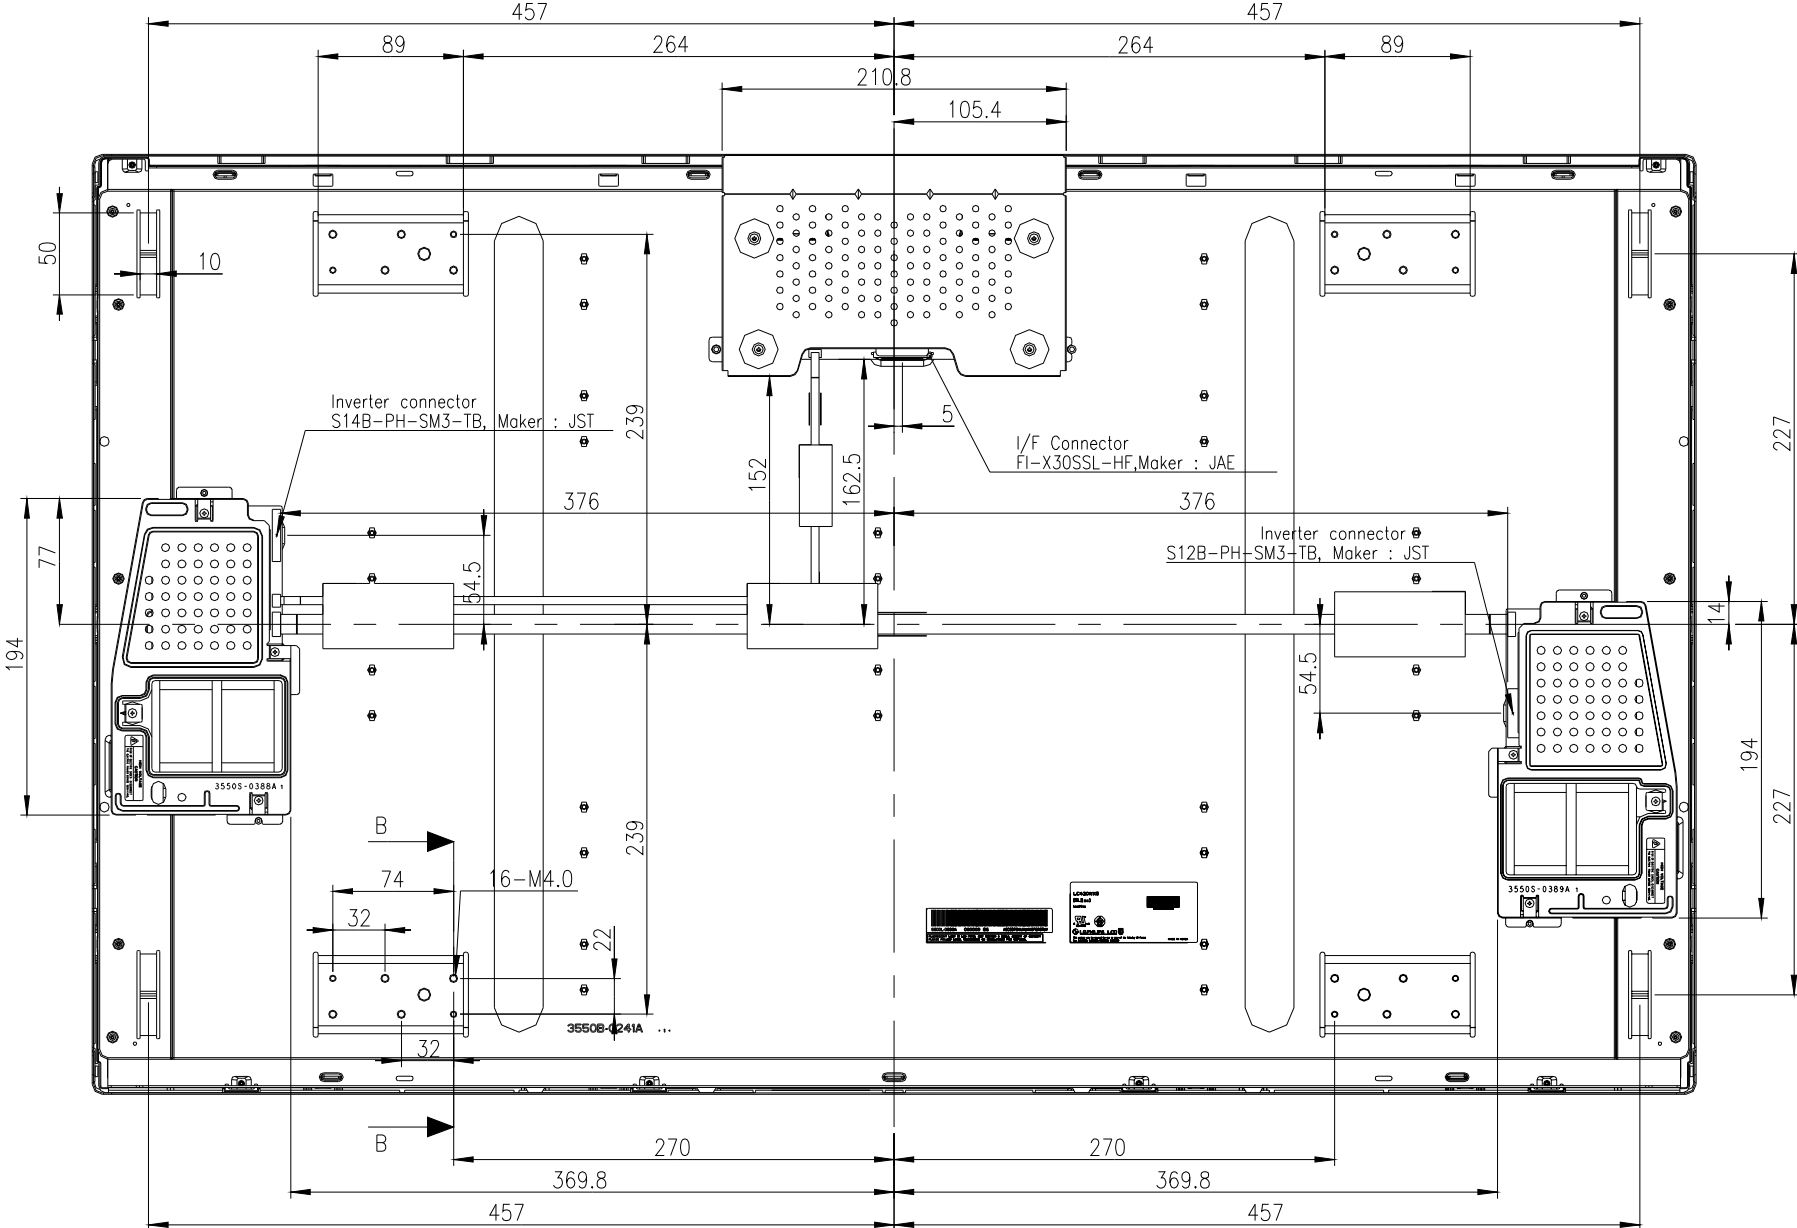 457
457
89
264
264
89
210.8
105.4
50
10
239
227
Inverter connector
S14B-PH-SM3-TB, Maker : JST
5
I/F Connector
FI-X30SSL-HF,Maker : JAE
152
162.5
376
376
77
54.5
Inverter connector
S12B-PH-SM3-TB, Maker : JST
194
14
54.5
194
3550S-0388A 1
239
227
B
74
16-M4.0
32
22
3550S-0389A 1
3550B-0241A
32
B
270
270
369.8
369.8
457
457